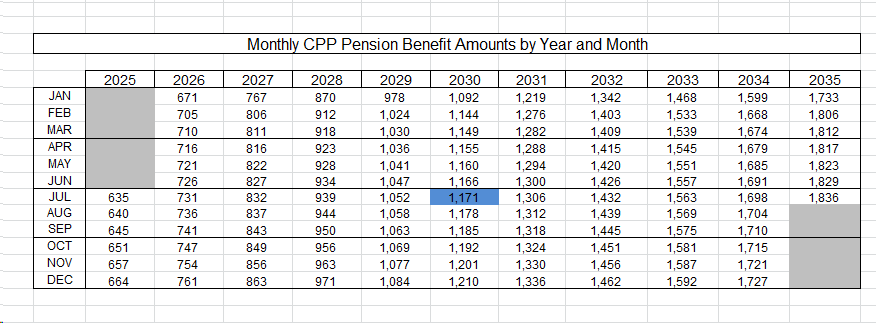 Monthly CPP Pension Benefit Amounts by Year and Month
2025 2026 2027 2028 2029 2030 2031 2032 2033 2034 2035
JAN 671 767 870 978 1,092 1,219 1,342 1,468 1,599 1,733
FEB 705 806 912 1,024 1,144 1,276 1,403 1,533 1,668 1,806
MAR 710 811 918 1,030 1,149 1,282 1,409 1,539 1,674 1,812
APR 716 816 923 1,036 1,155 1,288 1,415 1,545 1,679 1,817
MAY 721 822 928 1,041 1,160 1,294 1,420 1,551 1,685 1,823
JUN 726 827 934 1,047 1,166 1,300 1,426 1,557 1,691 1,829
JUL 635 731 832 939 1,052 1,171 1,306 1,432 1,563 1,698 1,836
AUG 640 736 837 944 1,058 1,178 1,312 1,439 1,569 1,704
SEP 645 741 843 950 1,063 1,185 1,318 1,445 1,575 1,710
OCT 651 747 849 956 1,069 1,192 1,324 1,451 1,581 1,715
NOV 657 754 856 963 1,077 1,201 1,330 1,456 1,587 1,721
DEC 664 761 863 971 1,084 1,210 1,336 1,462 1,592 1,727